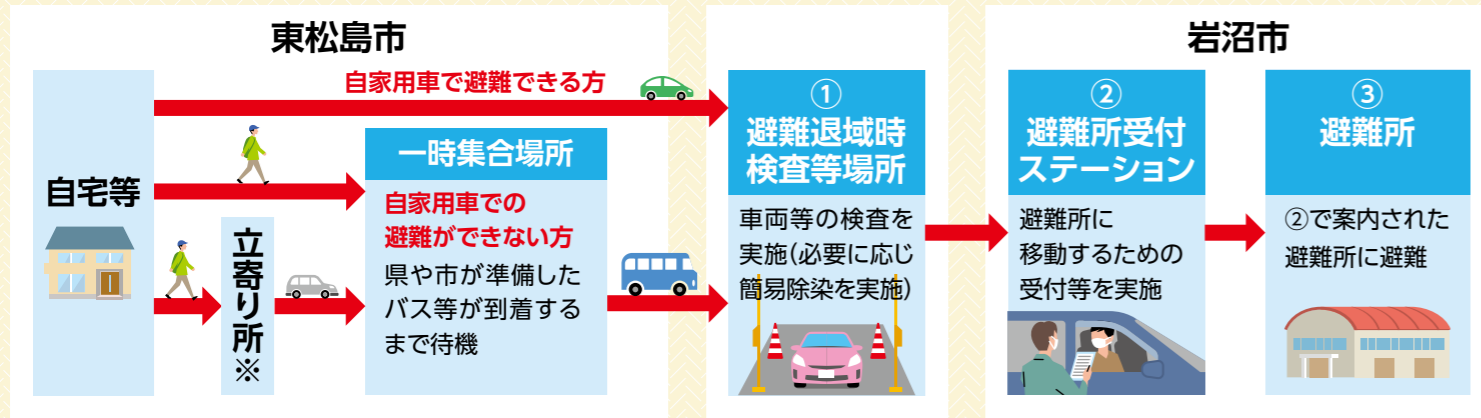 東松島市
自宅等
自家用車で避難できる方
立寄り所※
一時集合場所
自家用車での
避難ができない方
県や市が準備した
バス等が到着する
まで待機
①
避難退域時
検査等場所
車両等の検査を
実施(必要に応じ
簡易除染を実施)
岩沼市
②
避難所受付
ステーション
避難所に
移動するための
受付等を実施
③
避難所
②で案内された
避難所に避難